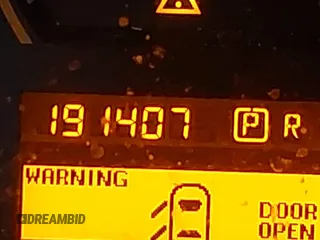 191407 P R
WARNING
DOOR
OPEN
DREAMBID